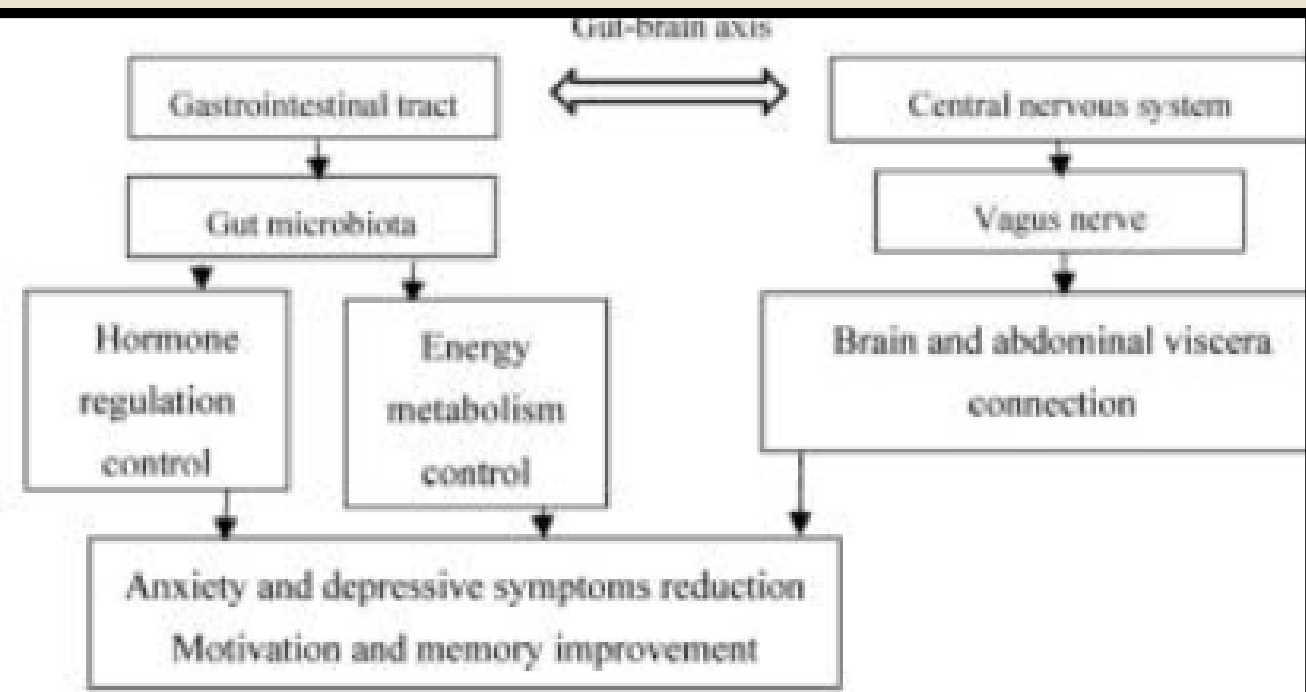 Gut-brain axis
Gastrointestinal tract
Central nervous system
Gut microbiota
Vagus nerve
Hormone
regulation
control
Energy
metabolism
control
Brain and abdominal viscera
connection
Anxiety and depressive symptoms reduction
Motivation and memory improvement